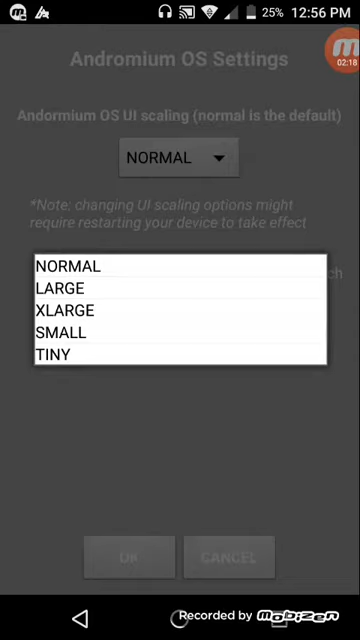 25% 12:56 PM
Andromium OS Settings
02:18
Andormium OS UI scaling (normal is the default)
NORMAL
*Note: changing UI scaling options might
require restarting your device to take effect
ch
NORMAL
LARGE
XLARGE
SMALL
TINY
OK CANCEL
Recorded by mobizen